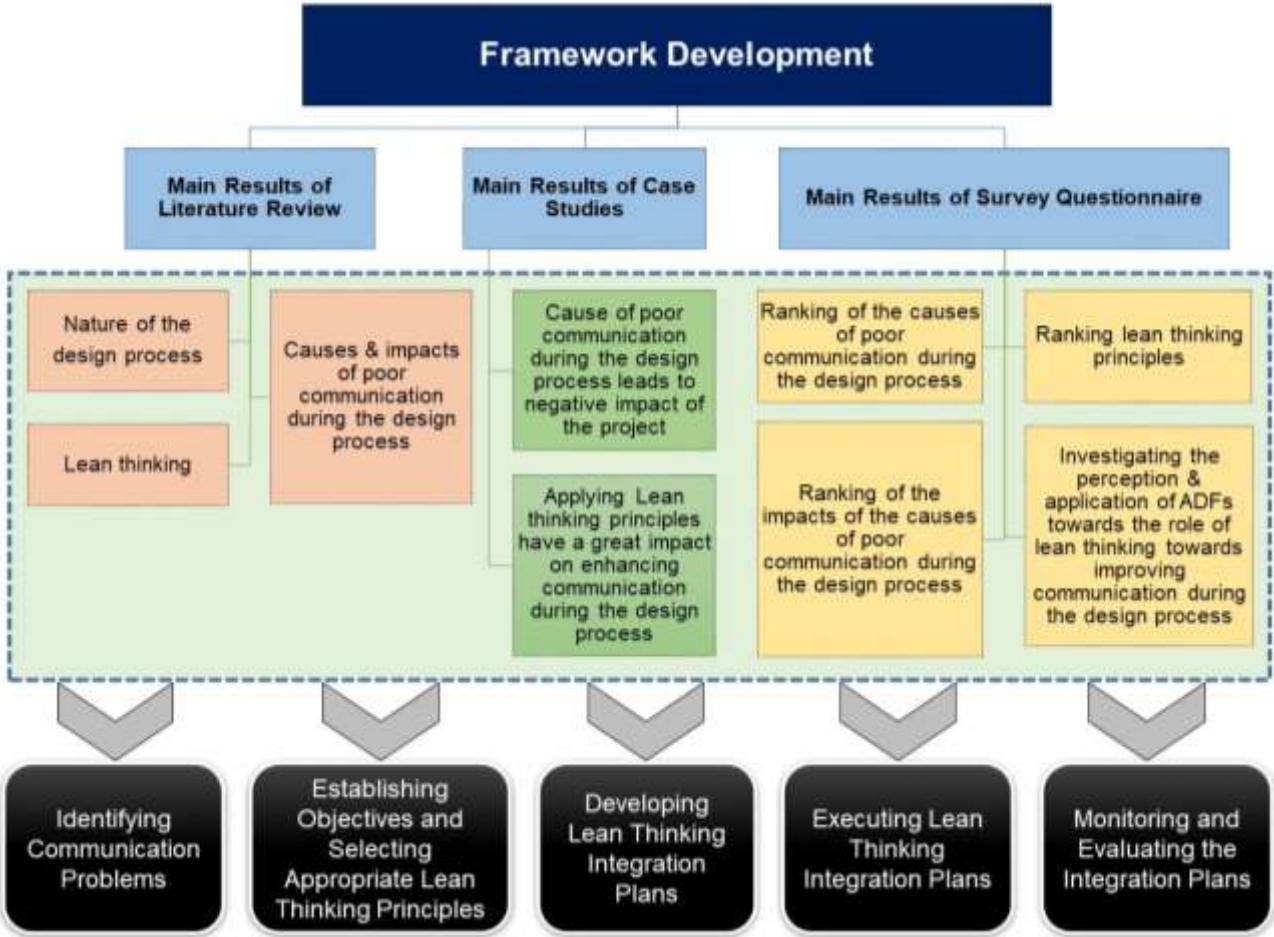 Framework Development
Main Results of
Literature Review
Main Results of Case
Studies
Main Results of Survey Questionnaire
Nature of the
design process
Lean thinking
Causes & impacts
of poor
communication
during the design
process
Cause of poor
communication
during the design
process leads to
negative impact of
the project
Applying Lean
thinking principles
have a great impact
on enhancing
communication
during the design
process
Ranking of the causes
of poor
communication during
the design process
Ranking of the
impacts of the causes
of poor
communication during
the design process
Ranking lean thinking
principles
Investigating the
perception &
application of ADFs
towards the role of
lean thinking towards
improving
communication during
the design process
Identifying
Communication
Problems
Establishing
Objectives and
Selecting
Appropriate Lean
Thinking Principles
Developing
Lean Thinking
Integration
Plans
Executing Lean
Thinking
Integration Plans
Monitoring and
Evaluating the
Integration Plans